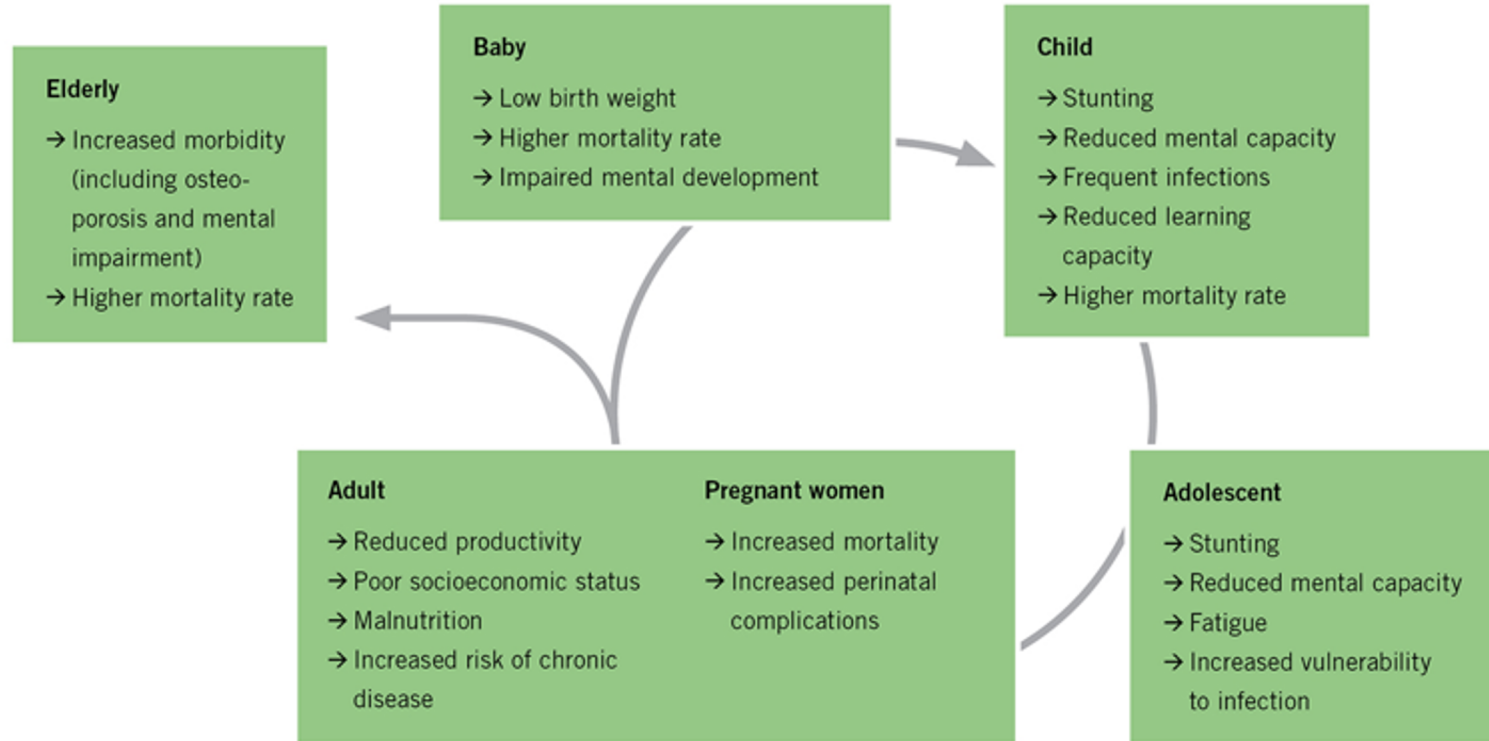 Elderly
→ Increased morbidity
(including osteo-
porosis and mental
impairment)
→ Higher mortality rate
Baby
→ Low birth weight
→ Higher mortality rate
→ Impaired mental development
Child
→ Stunting
→ Reduced mental capacity
→ Frequent infections
→ Reduced learning
capacity
→ Higher mortality rate
Adult
→ Reduced productivity
→ Poor socioeconomic status
→ Malnutrition
→ Increased risk of chronic
disease
Pregnant women
→ Increased mortality
→ Increased perinatal
complications
Adolescent
→ Stunting
→ Reduced mental capacity
→ Fatigue
→ Increased vulnerability
to infection